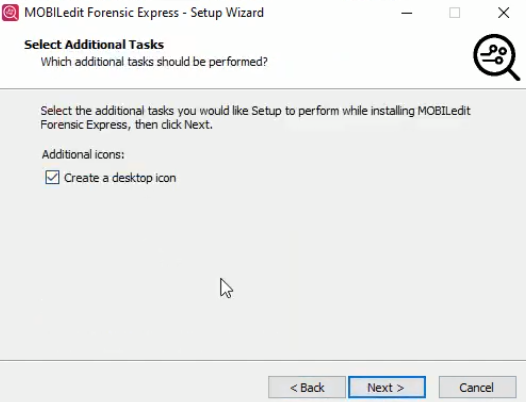 MOBILedit Forensic Express - Setup Wizard
Select Additional Tasks
Which additional tasks should be performed?
Select the additional tasks you would like Setup to perform while installing MOBILedit
Forensic Express, then click Next.
Additional icons:
Create a desktop icon
< Back Next > Cancel